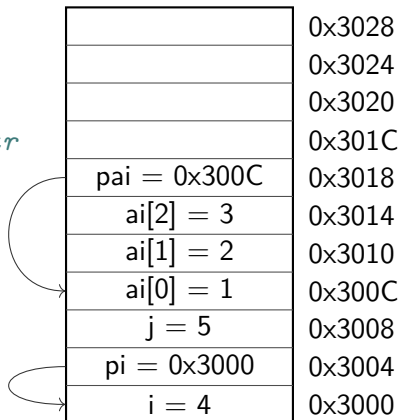 0x3028
0x3024
0x3020
0x301C
pai = 0x300C 0x3018
ai[2] = 3 0x3014
ai[1] = 2 0x3010
ai[0] = 1 0x300C
j = 5 0x3008
pi = 0x3000 0x3004
i = 4 0x3000